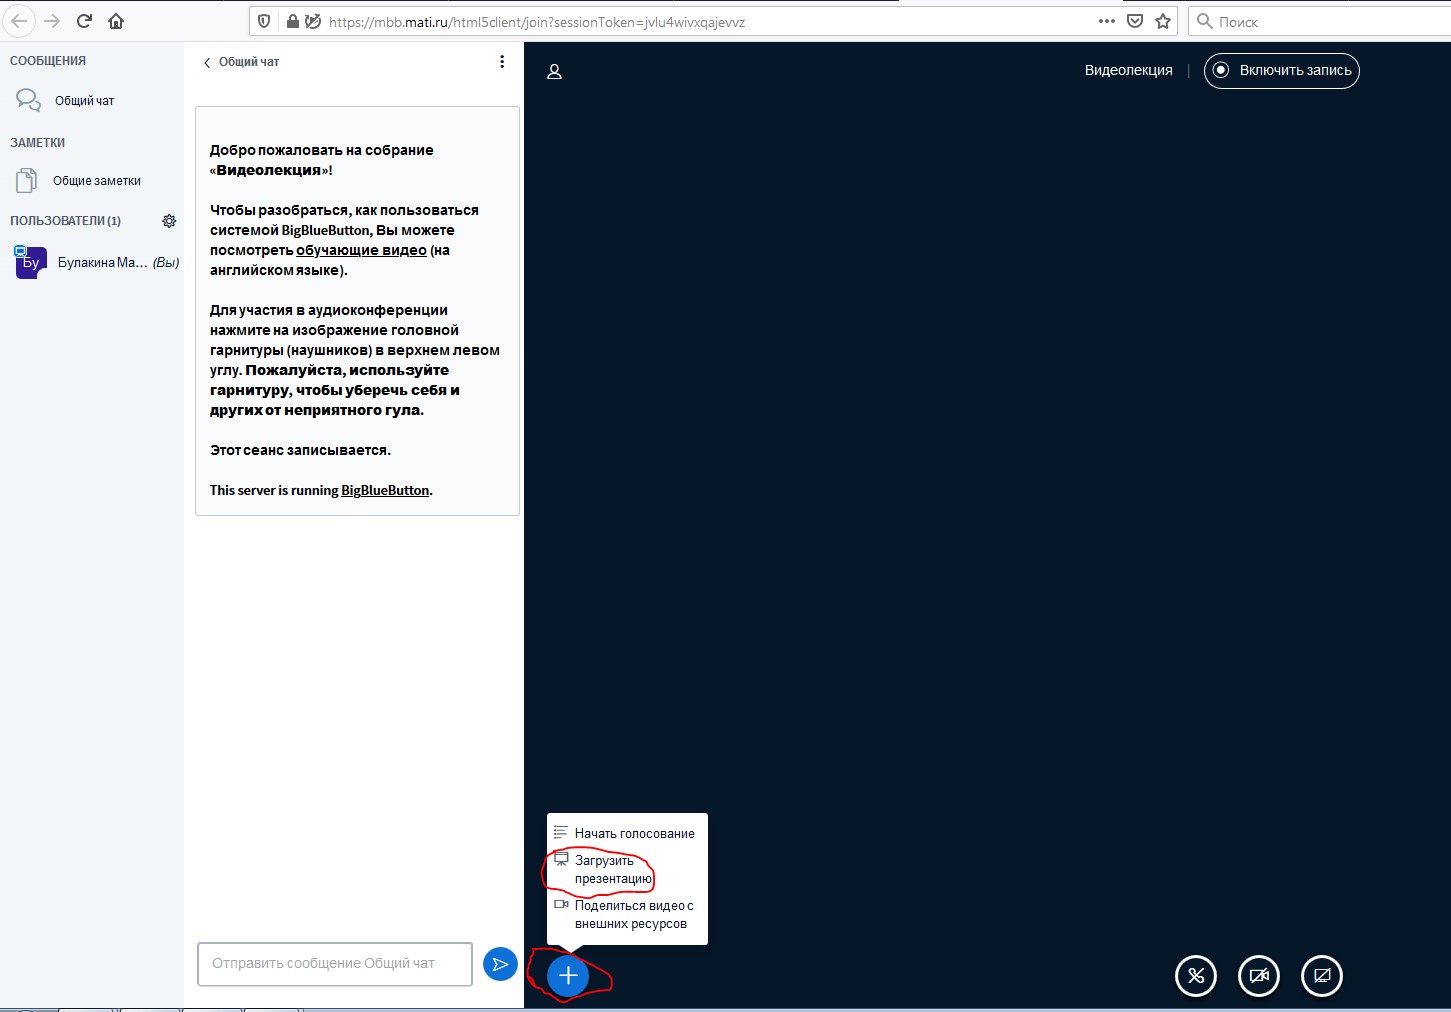 https://mbb.mati.ru/html5client/join?sessionToken=jvlu4wivxqajevvz
Поиск
СООБЩЕНИЯ
Общий чат
ЗАМЕТКИ
Общие заметки
ПОЛЬЗОВАТЕЛИ (1)
Бу
Булакина Ма... (Вы)
Общий чат
Добро пожаловать на собрание
«Видеолекция»!
Чтобы разобраться, как пользоваться
системой BigBlueButton, Вы можете
посмотреть обучающие видео (на
английском языке).
Для участия в аудиоконференции
нажмите на изображение головной
гарнитуры (наушников) в верхнем левом
углу. Пожалуйста, используйте
гарнитуру, чтобы уберечь себя и
других от неприятного гула.
Этот сеанс записывается.
This server is running BigBlueButton.
Отправить сообщение Общий чат
Видеолекция
Включить запись
Начать голосование
Загрузить
презентацию
Поделиться видео с
внешних ресурсов